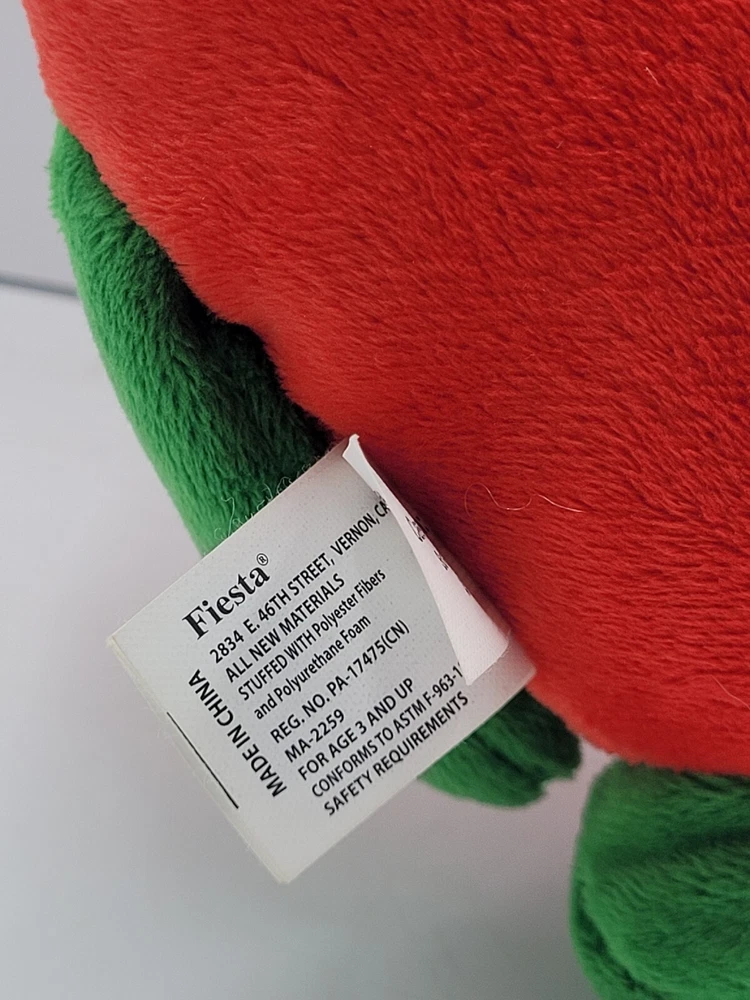 Fiesta®
2834 E. 46TH STREET, VERNON, CA
ALL NEW MATERIALS
STUFFED WITH Polyester Fibers
and Polyurethane Foam
REG. NO. PA-17475(CN)
MA-2259
FOR AGE 3 AND UP
CONFORMS TO ASTM F-963-1
SAFETY REQUIREMENTS
MADE IN CHINA